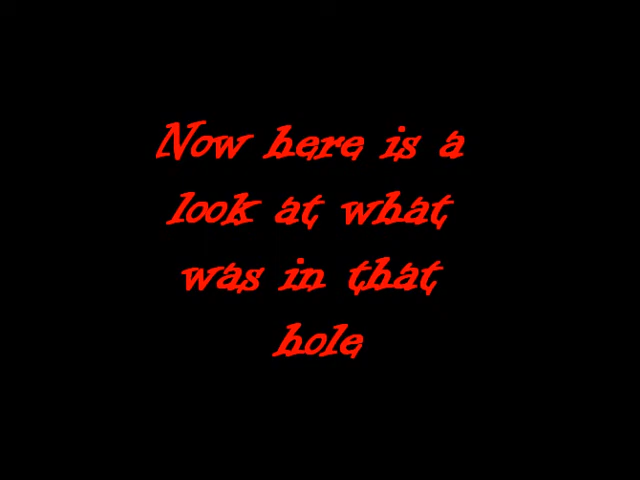 Now here is a
look at what
was in that
hole